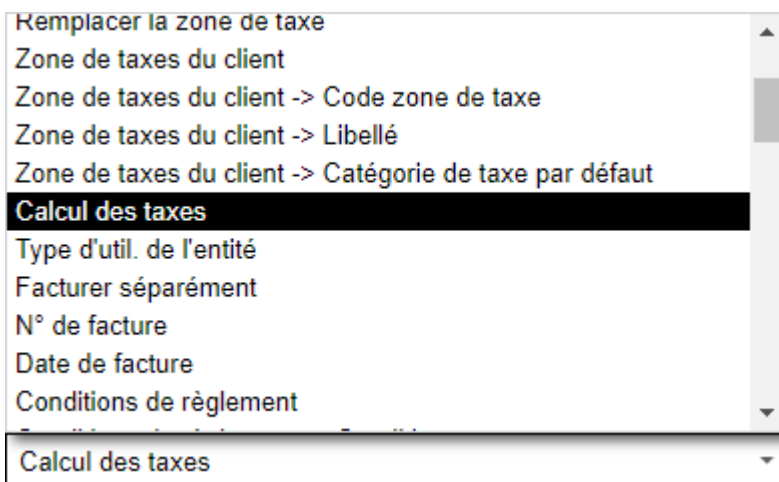 Remplacer la zone de taxe
Zone de taxes du client
Zone de taxes du client -> Code zone de taxe
Zone de taxes du client -> Libellé
Zone de taxes du client -> Catégorie de taxe par défaut
Calcul des taxes
Type d'util. de l'entité
Facturer séparément
N° de facture
Date de facture
Conditions de règlement
Calcul des taxes